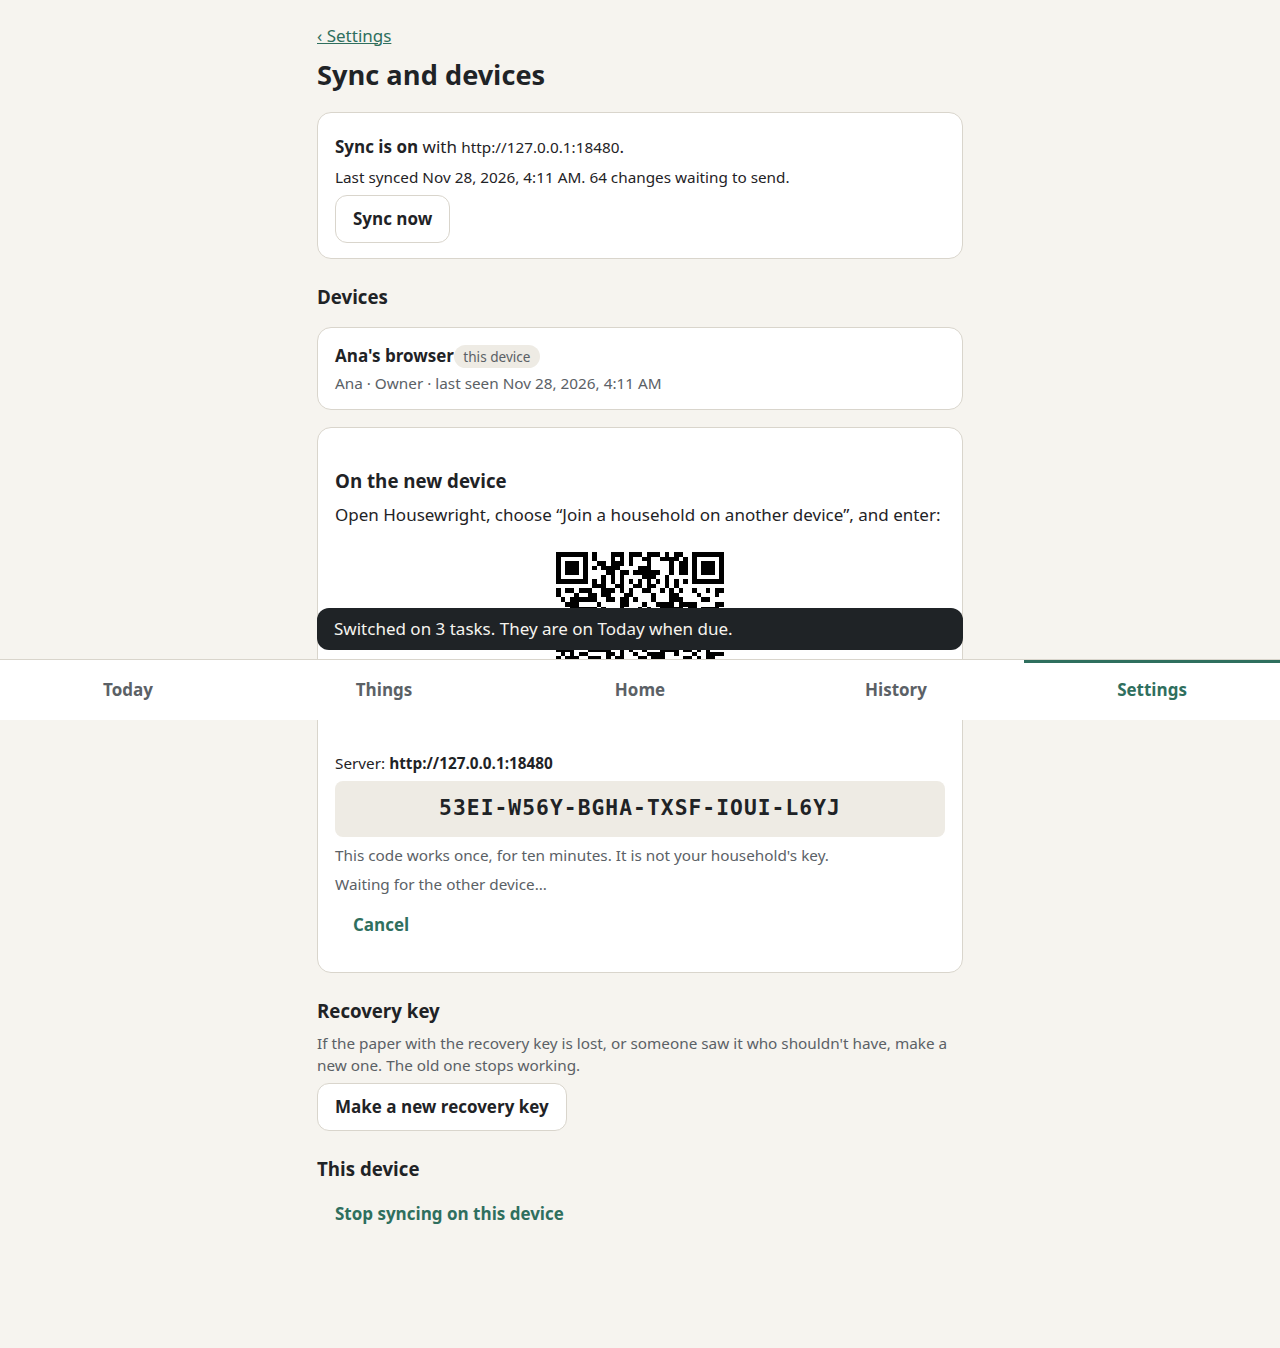 ‹ Settings
Sync and devices
Sync is on with http://127.0.0.1:18480.
Last synced Nov 28, 2026, 4:11 AM. 64 changes waiting to send.
Sync now
Devices
Ana's browser this device
Ana · Owner · last seen Nov 28, 2026, 4:11 AM
On the new device
Open Housewright, choose “Join a household on another device”, and enter:
Switched on 3 tasks. They are on Today when due.
Today Things Home History Settings
Server: http://127.0.0.1:18480
53EI-W56Y-BGHA-TXSF-IOUI-L6YJ
This code works once, for ten minutes. It is not your household's key.
Waiting for the other device…
Cancel
Recovery key
If the paper with the recovery key is lost, or someone saw it who shouldn't have, make a
new one. The old one stops working.
Make a new recovery key
This device
Stop syncing on this device